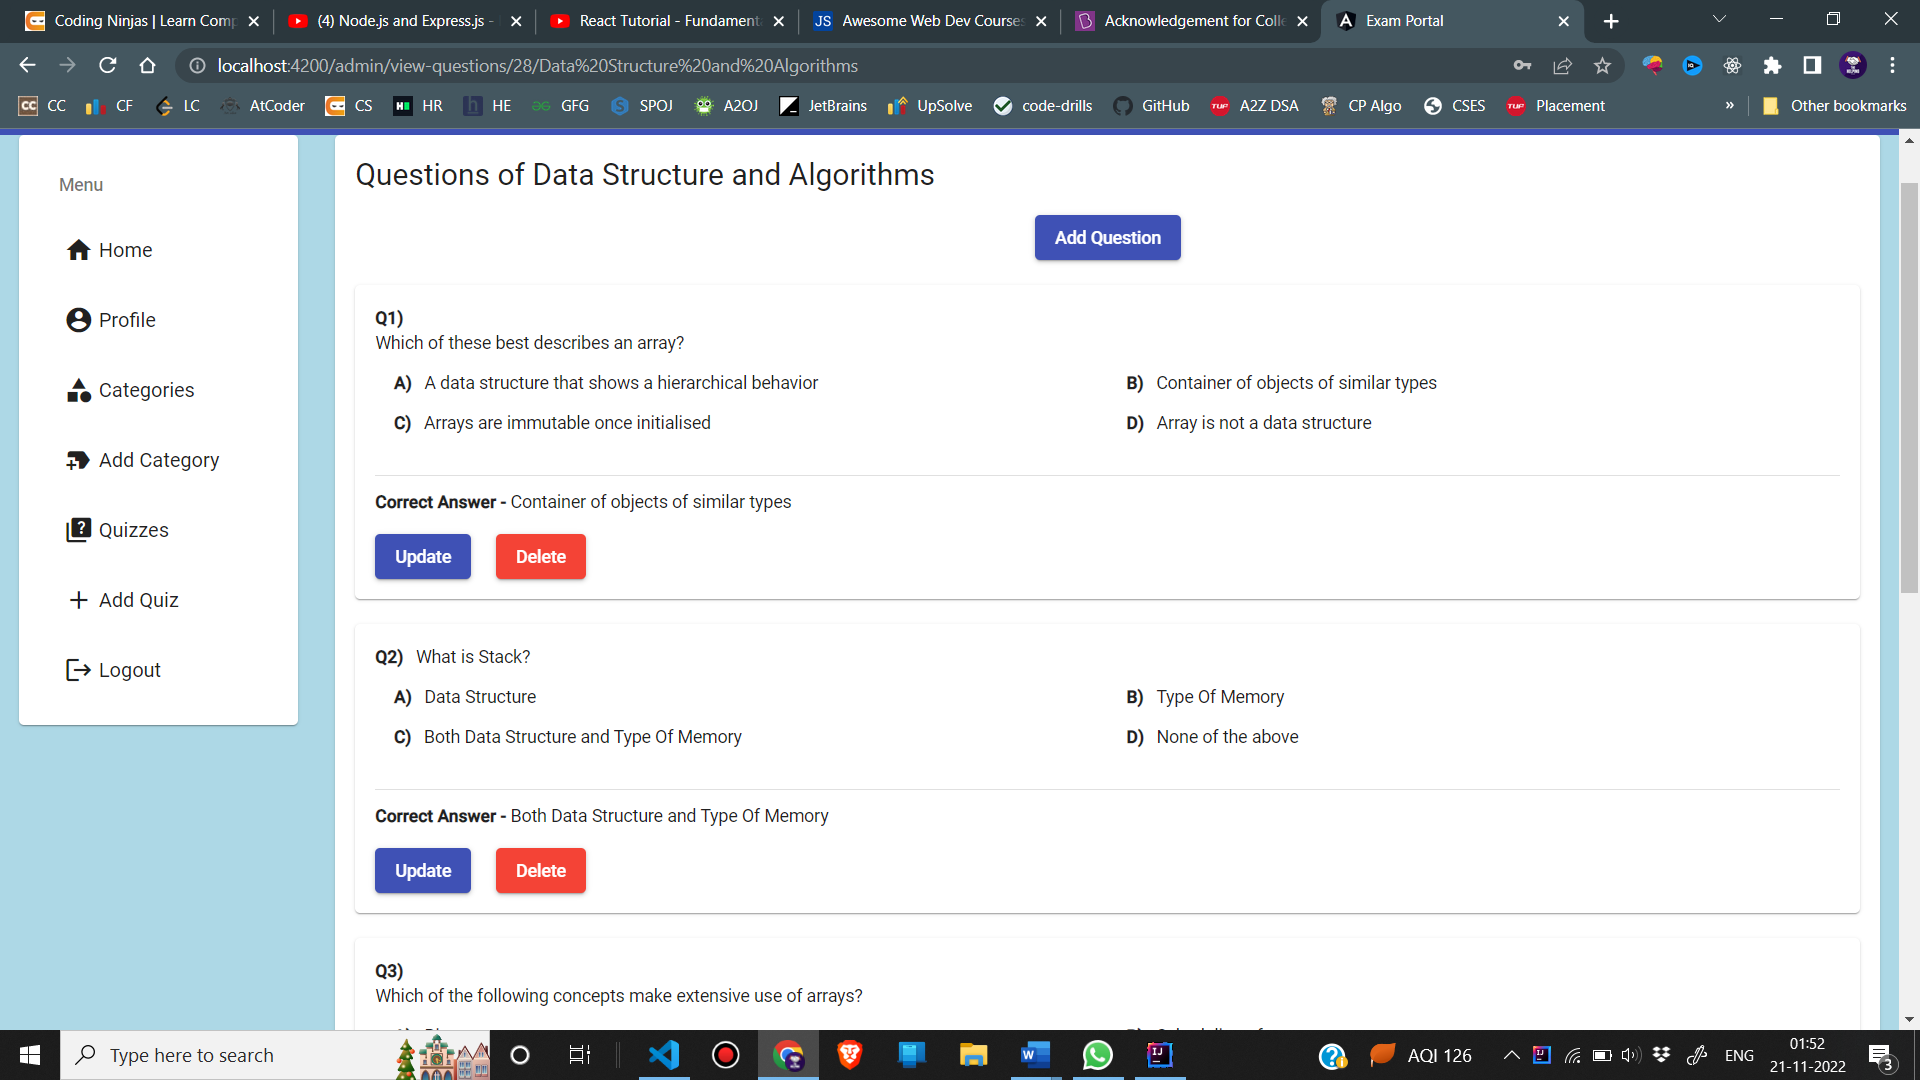 Coding Ninjas | Learn Comp
(4) Node.js and Express.js -
React Tutorial - Fundament
JS Awesome Web Dev Courses
Acknowledgement for Colle
Exam Portal
localhost:4200/admin/view-questions/28/Data%20Structure%20and%20Algorithms
CC CF LC AtCoder CS HR HE GFG SPOJ A2OJ JetBrains UpSolve code-drills GitHub A2Z DSA CP Algo CSES Placement » Other bookmarks
Menu
Home
Profile
Categories
Add Category
Quizzes
Add Quiz
Logout
Questions of Data Structure and Algorithms
Add Question
Q1)
Which of these best describes an array?
A) A data structure that shows a hierarchical behavior
B) Container of objects of similar types
C) Arrays are immutable once initialised
D) Array is not a data structure
Correct Answer - Container of objects of similar types
Update Delete
Q2) What is Stack?
A) Data Structure
B) Type Of Memory
C) Both Data Structure and Type Of Memory
D) None of the above
Correct Answer - Both Data Structure and Type Of Memory
Update Delete
Q3)
Which of the following concepts make extensive use of arrays?
Type here to search
AQI 126
ENG
01:52
21-11-2022
3